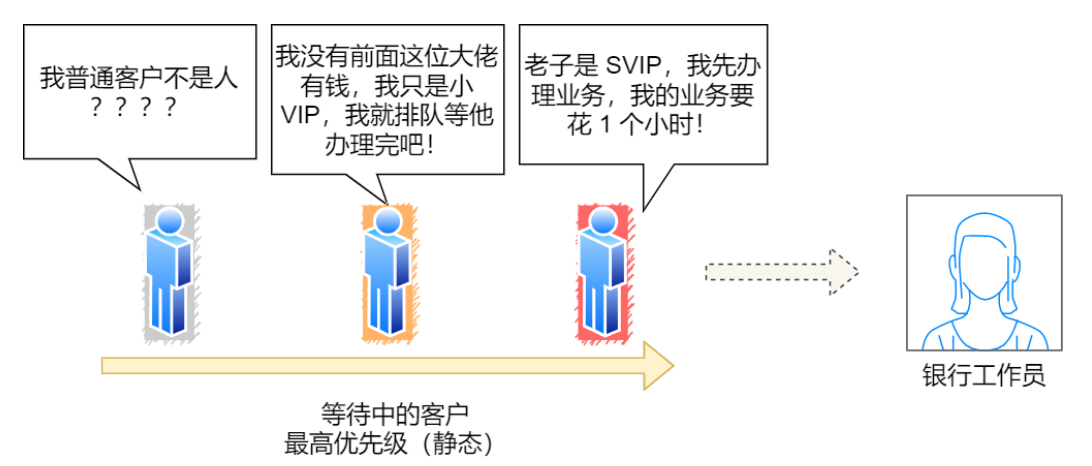 我普通客户不是人
？？？？
我没有前面这位大佬
有钱，我只是小
VIP，我就排队等他
办理完吧！
老子是 SVIP，我先办
理业务，我的业务要
花 1 个小时！
银行工作员
等待中的客户
最高优先级（静态）